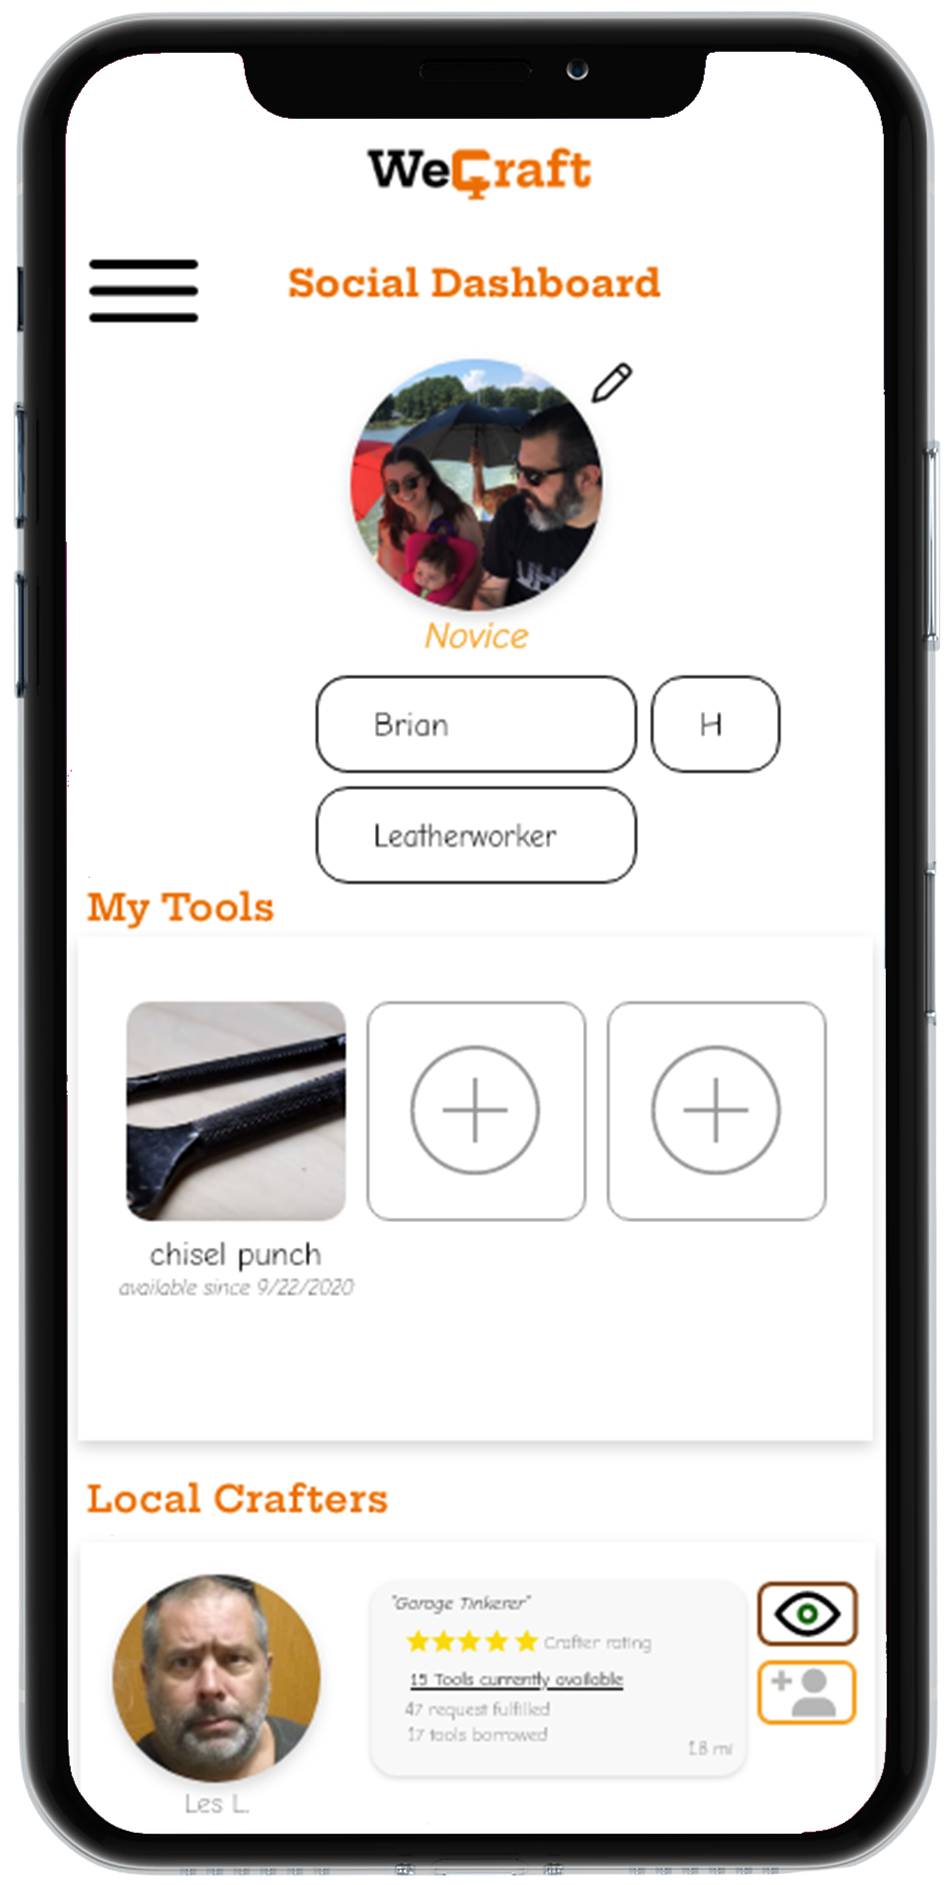 WeCraft
Social Dashboard
Novice
Brian
H
Leatherworker
My Tools
chisel punch
available since 9/22/2020
Local Crafters
"Garage Tinkerer"
Crafter rating
15 Tools currently available
47 request fulfilled
17 tools borrowed
1.8 mi
Les L.